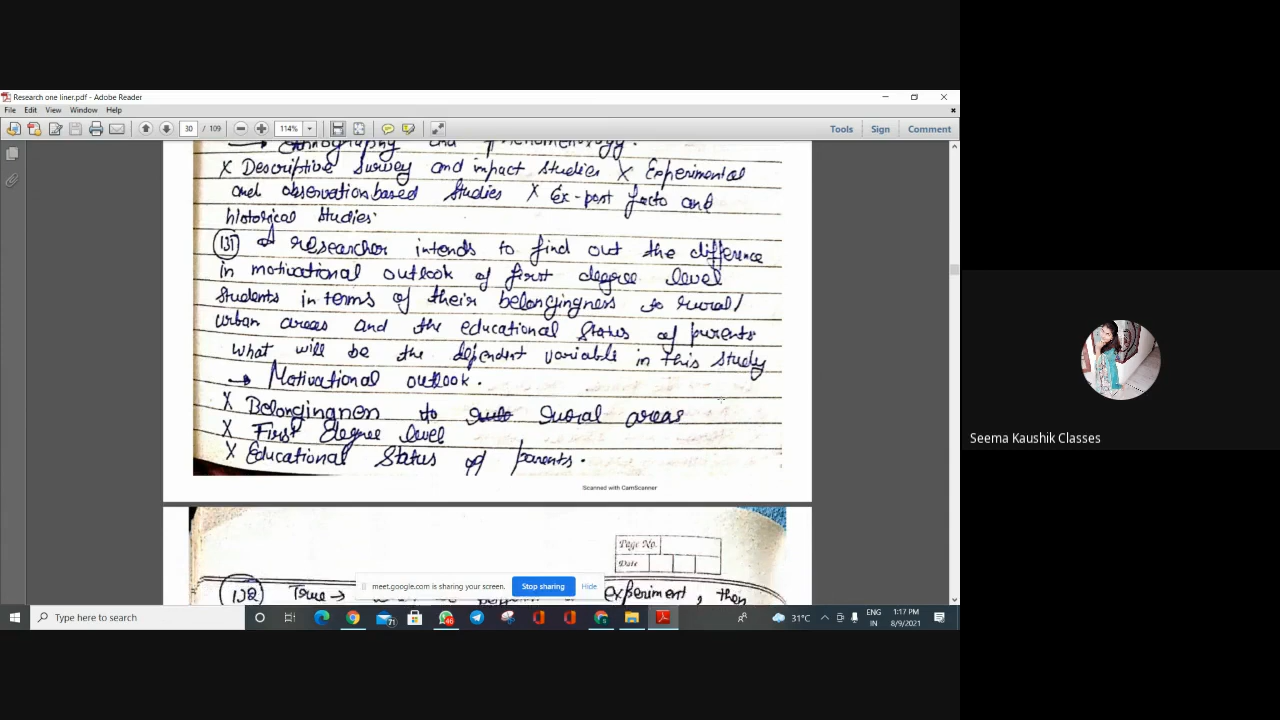 Research one liner.pdf - Adobe Reader
File Edit View Window Help
30 / 109 114% Tools Sign Comment
→ Ethnography and Phenomenology.
X Descriptive Survey and impact Studies X Experimental
and observation based Studies X Ex-post facto and
historical studies.
131 A researcher intends to find out the difference
in motivational outlook of first degree level
Students in terms of their belongingness to rural/
urban areas and the educational Status of parents.
What will be the dependent variable in this study
→ Motivational outlook.
X Belongingness to rural areas
X First Degree level
X Educational Status of parents.
Scanned with CamScanner
Page No.
Date
132 True → experiment, then
meet.google.com is sharing your screen. Stop sharing Hide
Type here to search
71
46
31°C
ENG
IN
1:17 PM
8/9/2021
Seema Kaushik Classes